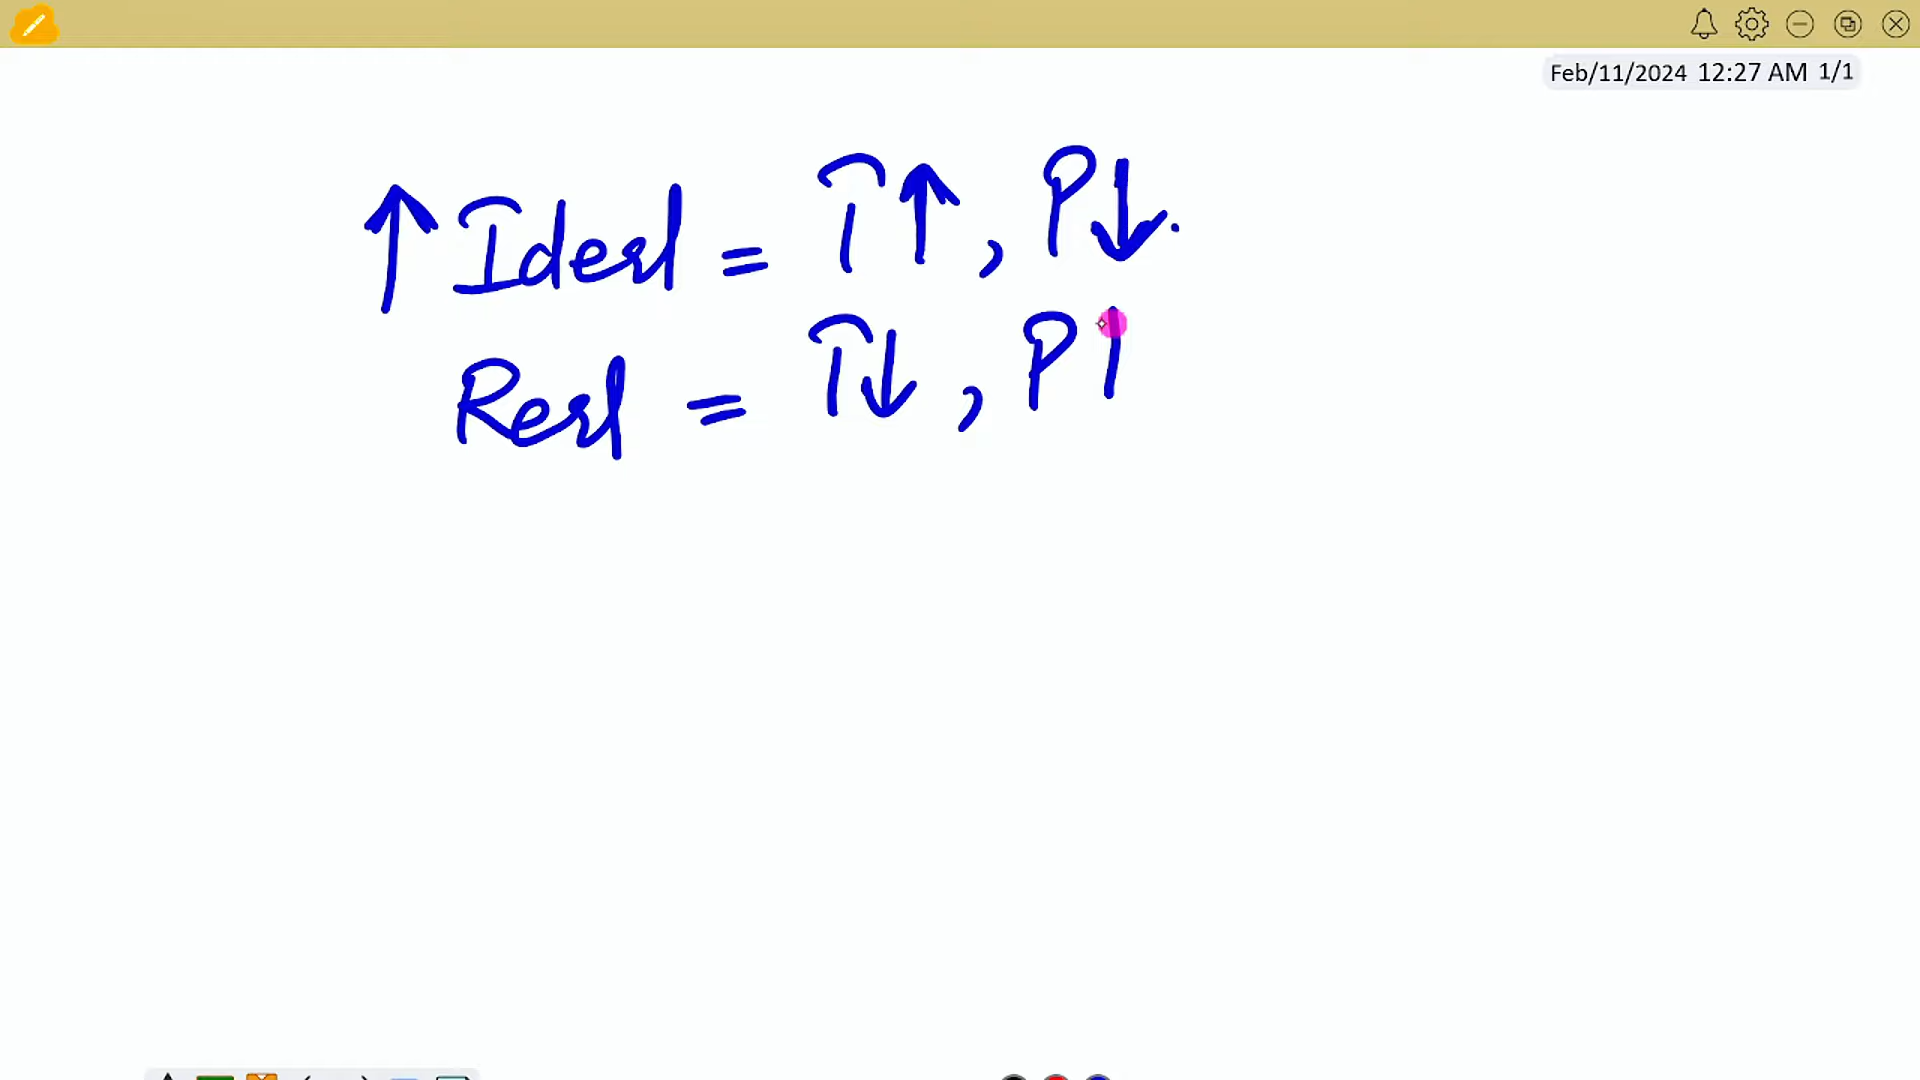 Feb/11/2024 12:27 AM 1/1
↑ Ideal = T↑, P↓.
Real = T↓, P|